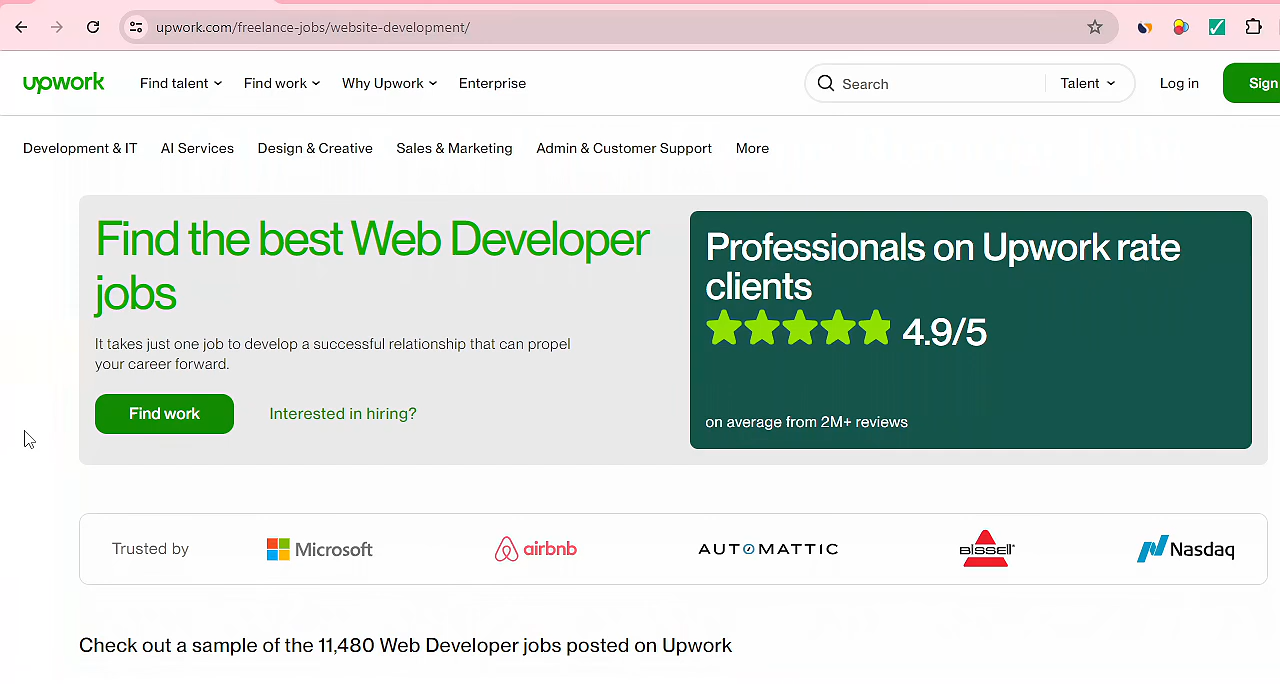 upwork.com/freelance-jobs/website-development/
upwork Find talent Find work Why Upwork Enterprise Search Talent Log in Sign
Development & IT AI Services Design & Creative Sales & Marketing Admin & Customer Support More
Find the best Web Developer
jobs
It takes just one job to develop a successful relationship that can propel
your career forward.
Find work Interested in hiring?
Professionals on Upwork rate
clients
4.9/5
on average from 2M+ reviews
Trusted by Microsoft airbnb AUTOMATTIC BISSELL Nasdaq
Check out a sample of the 11,480 Web Developer jobs posted on Upwork